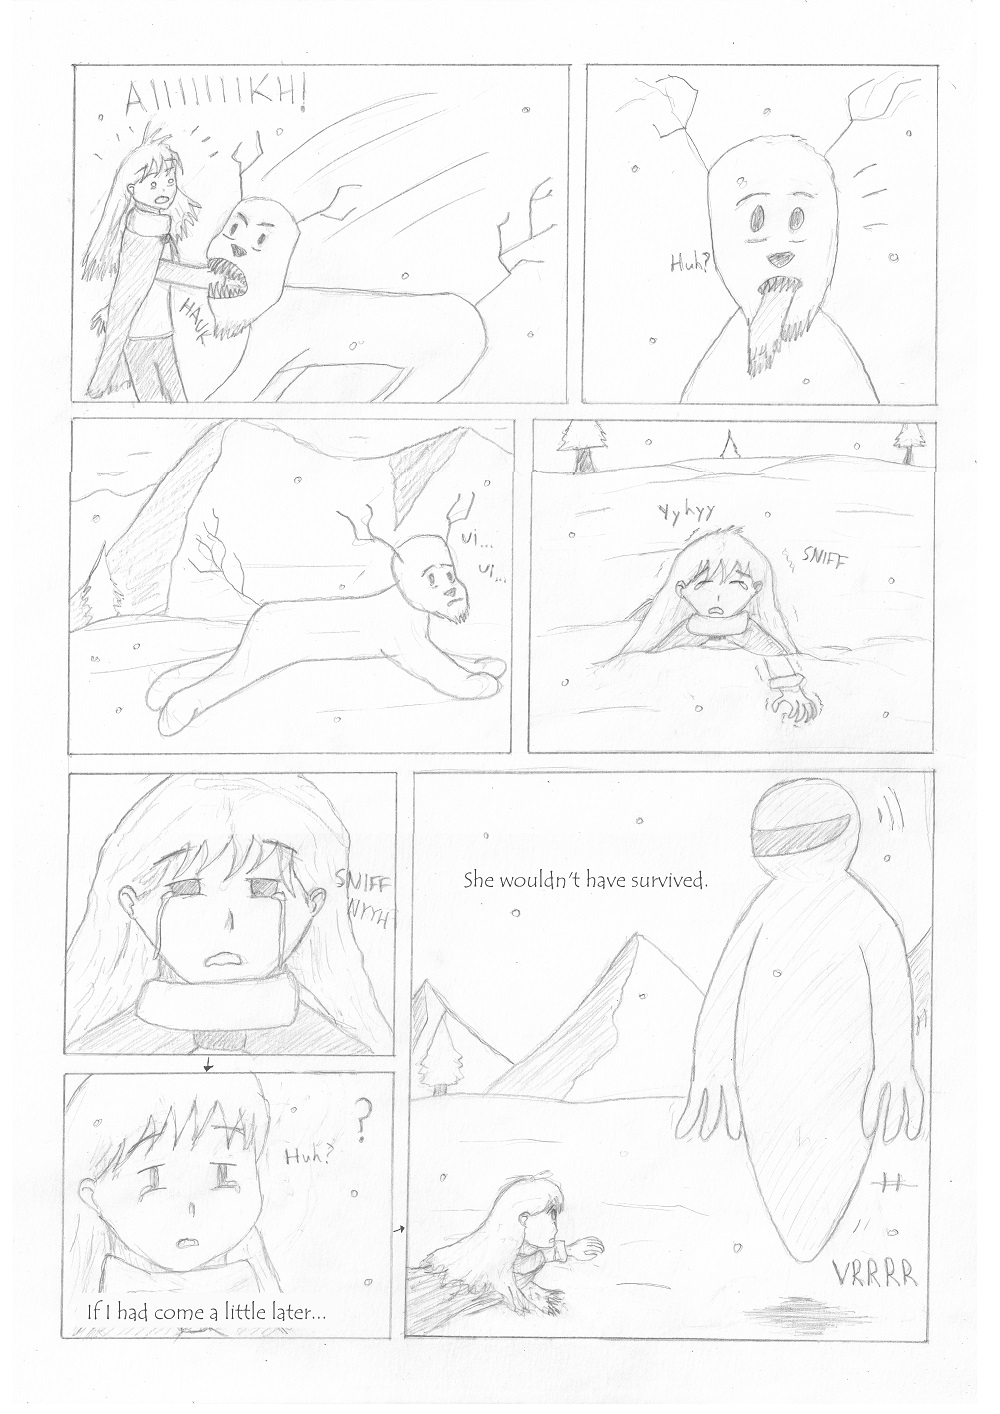 AIIIIIIIKH!
HAUK
Huh?
ui...
ui...
yyhyy
SNIFF
SNIFF
NYYH
?
Huh?
If I had come a little later...
She wouldn't have survived.
VRRRR